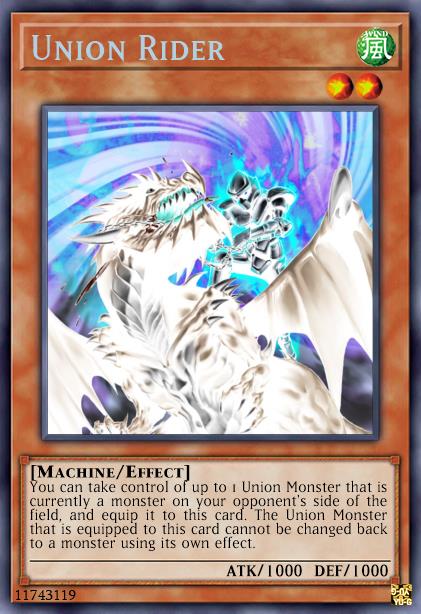 Union Rider
WIND
風
[Machine/Effect]
You can take control of up to 1 Union Monster that is
currently a monster on your opponent's side of the
field, and equip it to this card. The Union Monster
that is equipped to this card cannot be changed back
to a monster using its own effect.
ATK/1000 DEF/1000
11743119